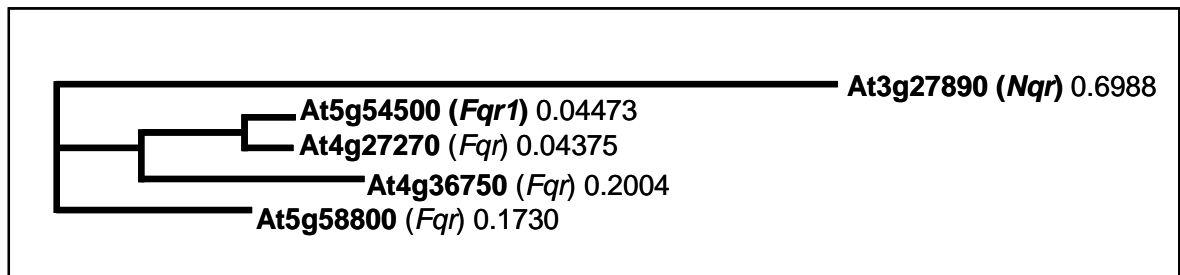 At3g27890 (Nqr) 0.6988
At5g54500 (Fqr1) 0.04473
At4g27270 (Fqr) 0.04375
At4g36750 (Fqr) 0.2004
At5g58800 (Fqr) 0.1730